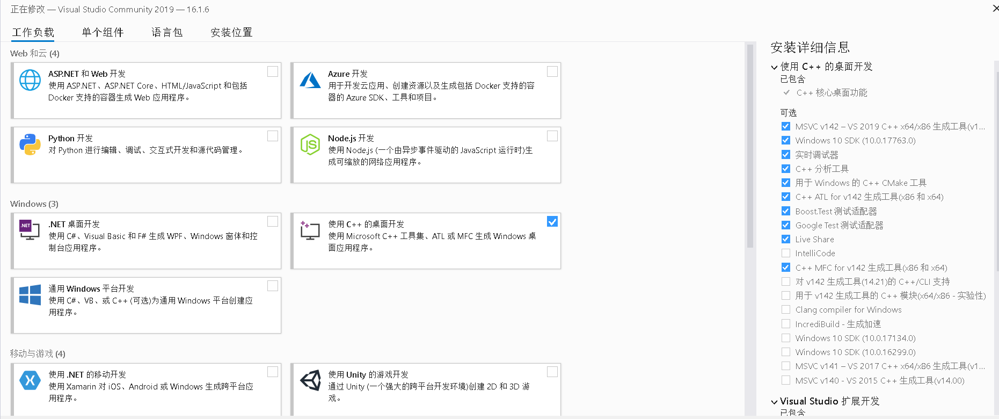 正在修改 — Visual Studio Community 2019 — 16.1.6
工作负载
单个组件
语言包
安装位置
Web 和云 (4)
ASP.NET 和 Web 开发
使用 ASP.NET、ASP.NET Core、HTML/JavaScript 和包括
Docker 支持的容器生成 Web 应用程序。
Azure 开发
用于开发云应用、创建资源以及生成包括 Docker 支持的容
器的 Azure SDK、工具和项目。
Python 开发
对 Python 进行编辑、调试、交互式开发和源代码管理。
Node.js 开发
使用 Node.js (一个由异步事件驱动的 JavaScript 运行时)生
成可缩放的网络应用程序。
Windows (3)
.NET
.NET 桌面开发
使用 C#、Visual Basic 和 F# 生成 WPF、Windows 窗体和控
制台应用程序。
使用 C++ 的桌面开发
使用 Microsoft C++ 工具集、ATL 或 MFC 生成 Windows 桌
面应用程序。
通用 Windows 平台开发
使用 C#、VB、或 C++ (可选)为通用 Windows 平台创建应
用程序。
移动与游戏 (4)
使用 .NET 的移动开发
使用 Xamarin 对 iOS、Android 或 Windows 生成跨平台应
用程序。
使用 Unity 的游戏开发
通过 Unity (一个强大的跨平台开发环境)创建 2D 和 3D 游
戏。
安装详细信息
使用 C++ 的桌面开发
已包含
C++ 核心桌面功能
可选
MSVC v142 – VS 2019 C++ x64/x86 生成工具(v1...
Windows 10 SDK (10.0.17763.0)
实时调试器
C++ 分析工具
用于 Windows 的 C++ CMake 工具
C++ ATL for v142 生成工具(x86 和 x64)
Boost.Test 测试适配器
Google Test 测试适配器
Live Share
IntelliCode
C++ MFC for v142 生成工具(x86 和 x64)
对 v142 生成工具(14.21)的 C++/CLI 支持
用于 v142 生成工具的 C++ 模块(x64/x86 - 实验性)
Clang compiler for Windows
IncrediBuild - 生成加速
Windows 10 SDK (10.0.17134.0)
Windows 10 SDK (10.0.16299.0)
MSVC v141 – VS 2017 C++ x64/x86 生成工具(v1...
MSVC v140 - VS 2015 C++ 生成工具(v14.00)
Visual Studio 扩展开发
已包含